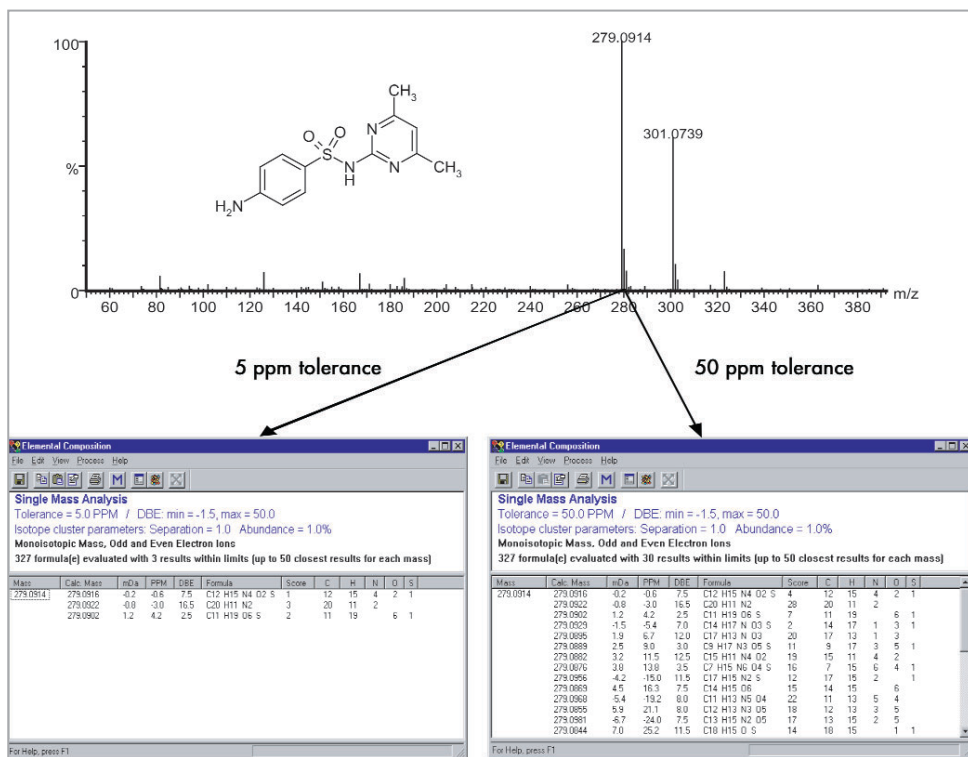 279.0914
100
CH₃
O O
N
301.0739
S
%
N
N
H
CH₃
H₂N
0
m/z
60 80 100 120 140 160 180 200 220 240 260 280 300 320 340 360 380
5 ppm tolerance
50 ppm tolerance
Elemental Composition
File Edit View Process Help
M
Single Mass Analysis
Tolerance = 5.0 PPM / DBE: min = -1.5, max = 50.0
Isotope cluster parameters: Separation = 1.0 Abundance = 1.0%
Monoisotopic Mass, Odd and Even Electron Ions
327 formula(e) evaluated with 3 results within limits (up to 50 closest results for each mass)
Mass Calc. Mass mDa PPM DBE Formula Score C H N O S
279.0914 279.0916 -0.2 -0.6 7.5 C12 H15 N4 O2 S 1 12 15 4 2 1
279.0922 -0.8 -3.0 16.5 C20 H11 N2 3 20 11 2
279.0902 1.2 4.2 2.5 C11 H19 O6 S 2 11 19 6 1
For Help, press F1
Elemental Composition
File Edit View Process Help
M
Single Mass Analysis
Tolerance = 50.0 PPM / DBE: min = -1.5, max = 50.0
Isotope cluster parameters: Separation = 1.0 Abundance = 1.0%
Monoisotopic Mass, Odd and Even Electron Ions
327 formula(e) evaluated with 30 results within limits (up to 50 closest results for each mass)
Mass Calc. Mass mDa PPM DBE Formula Score C H N O S
279.0914 279.0916 -0.2 -0.6 7.5 C12 H15 N4 O2 S 4 12 15 4 2 1
279.0922 -0.8 -3.0 16.5 C20 H11 N2 28 20 11 2
279.0902 1.2 4.2 2.5 C11 H19 O6 S 7 11 19 6 1
279.0929 -1.5 -5.4 7.0 C14 H17 N O3 S 2 14 17 1 3 1
279.0895 1.9 6.7 12.0 C17 H13 N O3 20 17 13 1 3
279.0889 2.5 9.0 3.0 C9 H17 N3 O5 S 11 9 17 3 5 1
279.0882 3.2 11.5 12.5 C15 H11 N4 O2 19 15 11 4 2
279.0876 3.8 13.8 3.5 C7 H15 N6 O4 S 16 7 15 6 4 1
279.0956 -4.2 -15.0 11.5 C17 H15 N2 S 12 17 15 2 1
279.0869 4.5 16.3 7.5 C14 H15 O6 15 14 15 6
279.0968 -5.4 -19.2 8.0 C11 H13 N5 O4 22 11 13 5 4
279.0855 5.9 21.1 8.0 C12 H13 N3 O5 18 12 13 3 5
279.0981 -6.7 -24.0 7.5 C13 H15 N2 O5 17 13 15 2 5
279.0844 7.0 25.2 11.5 C18 H15 O S 14 18 15 1 1
For Help, press F1